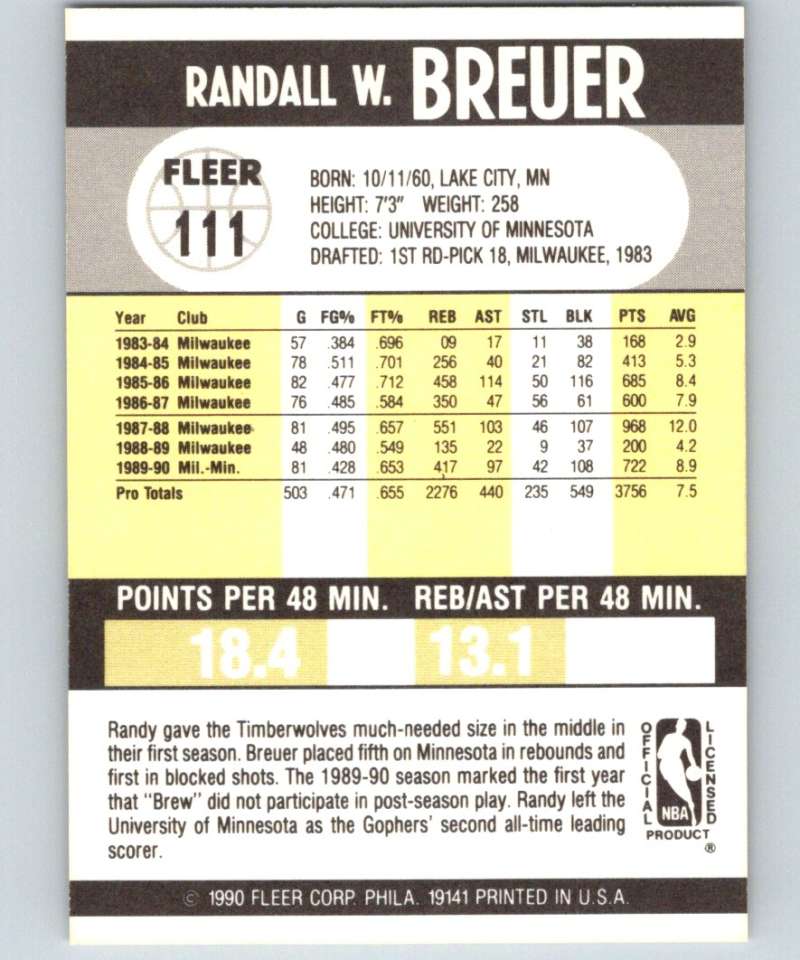 RANDALL W. BREUER
FLEER
111
BORN: 10/11/60, LAKE CITY, MN
HEIGHT: 7'3" WEIGHT: 258
COLLEGE: UNIVERSITY OF MINNESOTA
DRAFTED: 1ST RD-PICK 18, MILWAUKEE, 1983
Year Club G FG% FT% REB AST STL BLK PTS AVG
1983-84 Milwaukee 57 .384 .696 09 17 11 38 168 2.9
1984-85 Milwaukee 78 .511 .701 256 40 21 82 413 5.3
1985-86 Milwaukee 82 .477 .712 458 114 50 116 685 8.4
1986-87 Milwaukee 76 .485 .584 350 47 56 61 600 7.9
1987-88 Milwaukee 81 .495 .657 551 103 46 107 968 12.0
1988-89 Milwaukee 48 .480 .549 135 22 9 37 200 4.2
1989-90 Mil.-Min. 81 .428 .653 417 97 42 108 722 8.9
Pro Totals 503 .471 .655 2276 440 235 549 3756 7.5
POINTS PER 48 MIN. REB/AST PER 48 MIN.
18.4 13.1
Randy gave the Timberwolves much-needed size in the middle in
their first season. Breuer placed fifth on Minnesota in rebounds and
first in blocked shots. The 1989-90 season marked the first year
that "Brew" did not participate in post-season play. Randy left the
University of Minnesota as the Gophers' second all-time leading
scorer.
OFFICIAL
NBA
LICENSED
PRODUCT
®
© 1990 FLEER CORP. PHILA. 19141 PRINTED IN U.S.A.